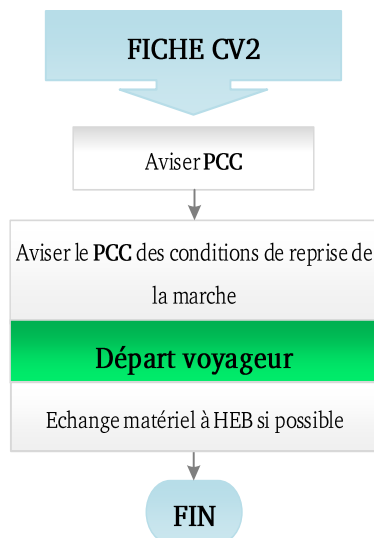 FICHE CV2
Aviser PCC
Aviser le PCC des conditions de reprise de
la marche
Départ voyageur
Echange matériel à HEB si possible
FIN